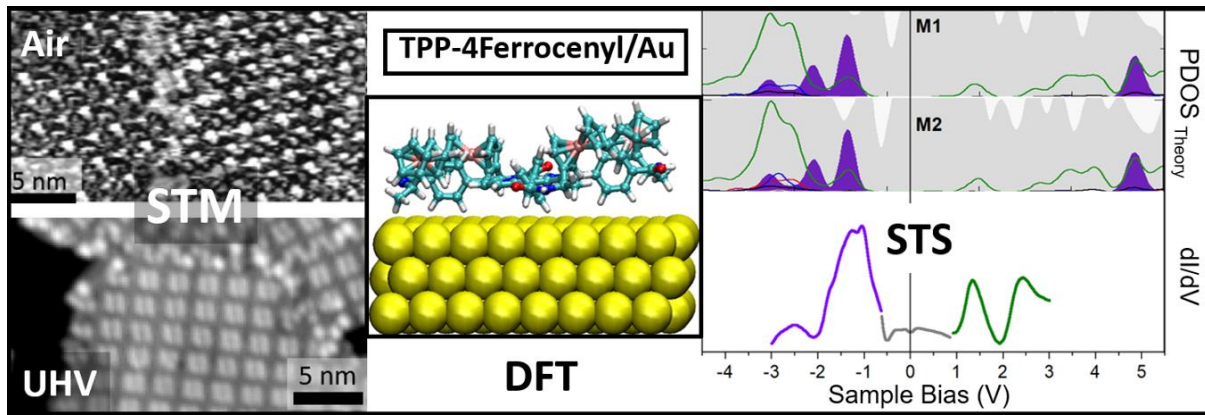 Air
5 nm
STM
UHV
5 nm
TPP-4Ferrocenyl/Au
DFT
M1
M2
PDOS Theory
STS
dI/dV
-4 -3 -2 -1 0 1 2 3 4 5
Sample Bias (V)